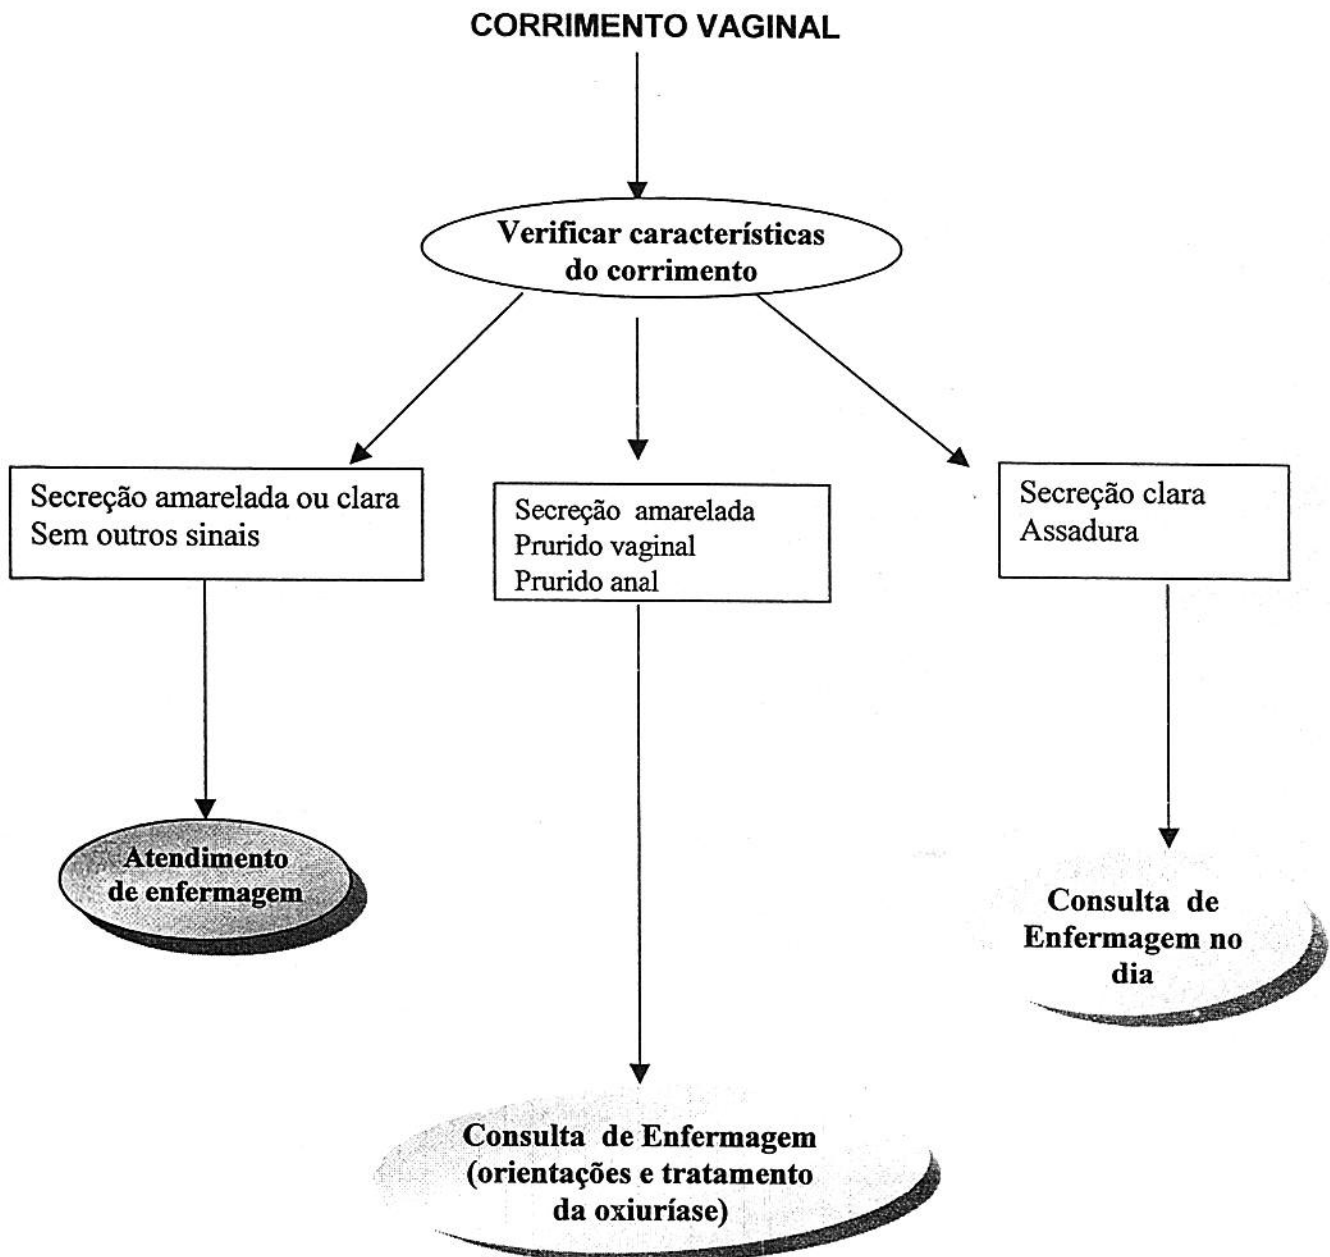 CORRIMENTO VAGINAL
Verificar características
do corrimento
Secreção amarelada ou clara
Sem outros sinais
Secreção amarelada
Prurido vaginal
Prurido anal
Secreção clara
Assadura
Atendimento
de enfermagem
Consulta de
Enfermagem no
dia
Consulta de Enfermagem
(orientações e tratamento
da oxiuríase)